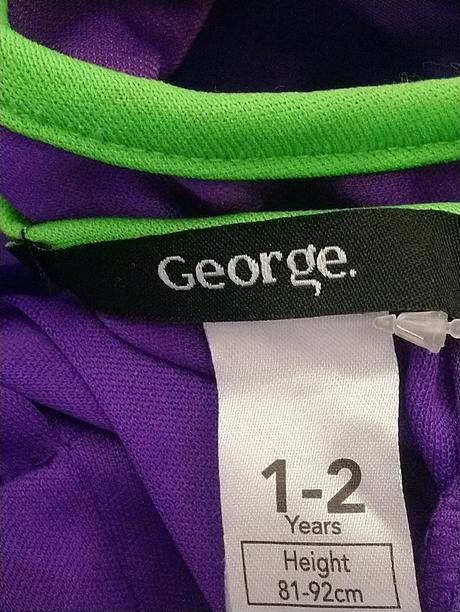 George.
1-2
Years
Height
81-92cm